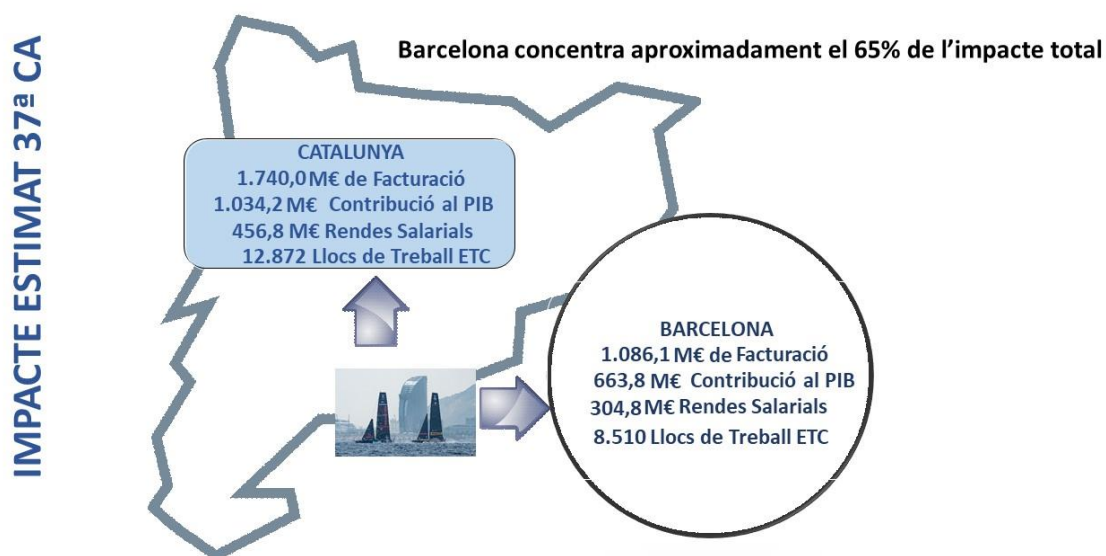 IMPACTE ESTIMAT 37ª CA
Barcelona concentra aproximadament el 65% de l’impacte total
CATALUNYA
1.740,0 M€ de Facturació
1.034,2 M€ Contribució al PIB
456,8 M€ Rendes Salarials
12.872 Llocs de Treball ETC
BARCELONA
1.086,1 M€ de Facturació
663,8 M€ Contribució al PIB
304,8 M€ Rendes Salarials
8.510 Llocs de Treball ETC